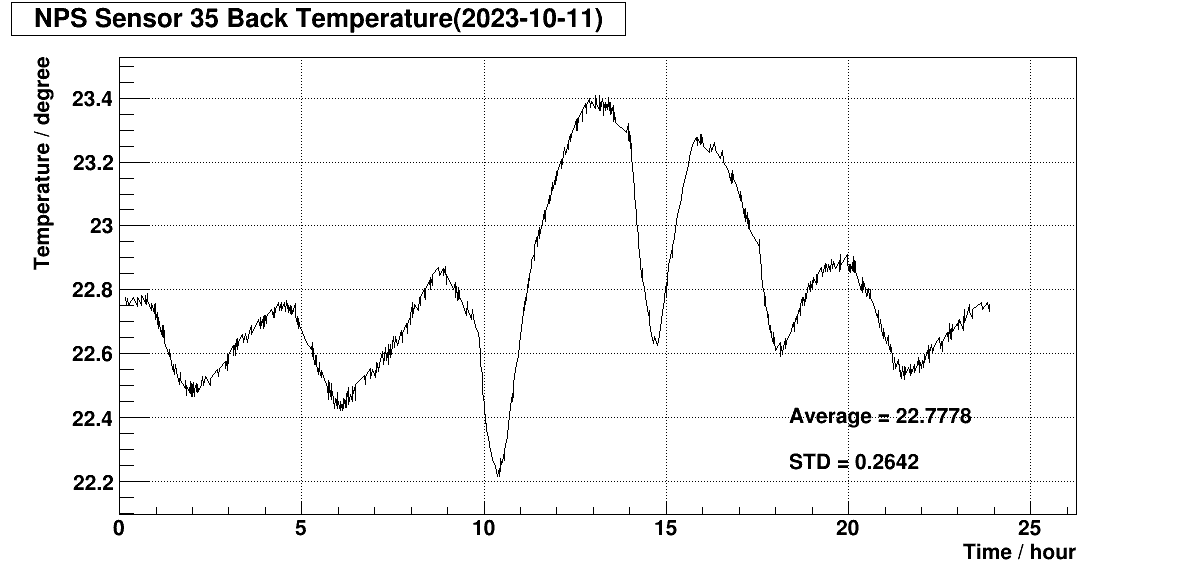 NPS Sensor 35 Back Temperature(2023-10-11)
Temperature / degree
23.4
23.2
23
22.8
22.6
22.4
22.2
Average = 22.7778
STD = 0.2642
0 5 10 15 20 25
Time / hour